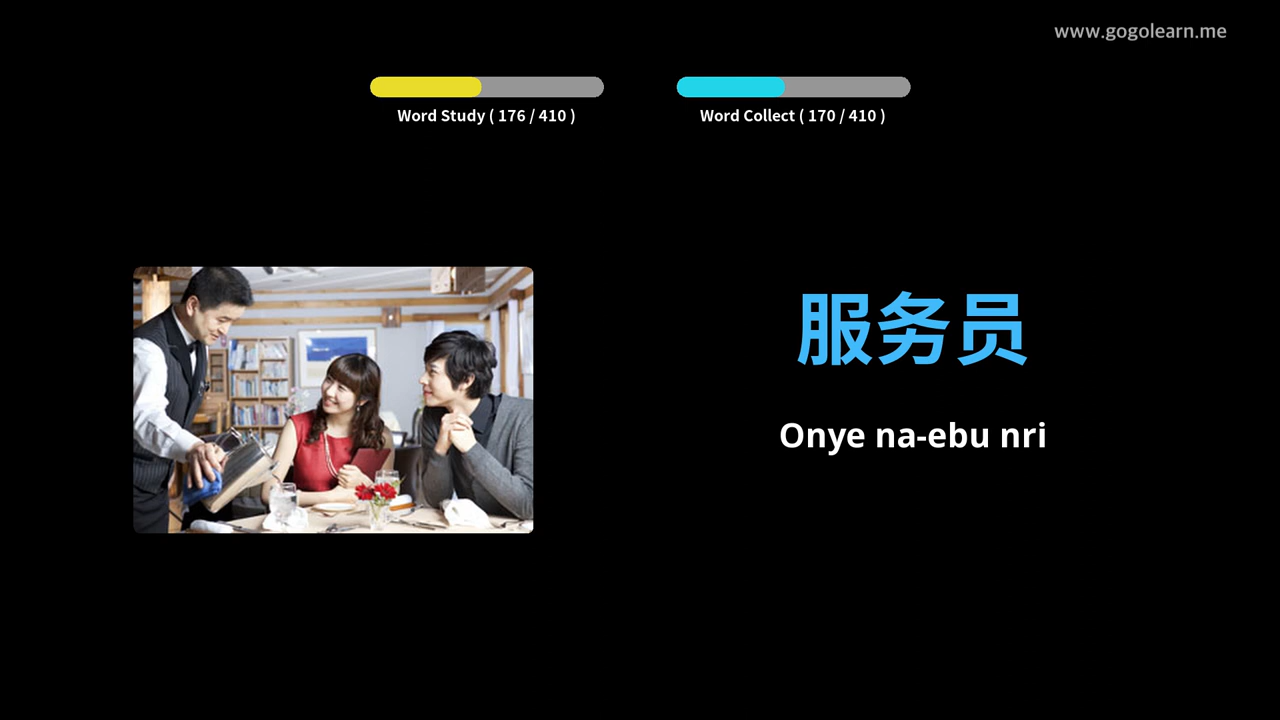 www.gogolearn.me
Word Study ( 176 / 410 )
Word Collect ( 170 / 410 )
服务员
Onye na-ebu nri